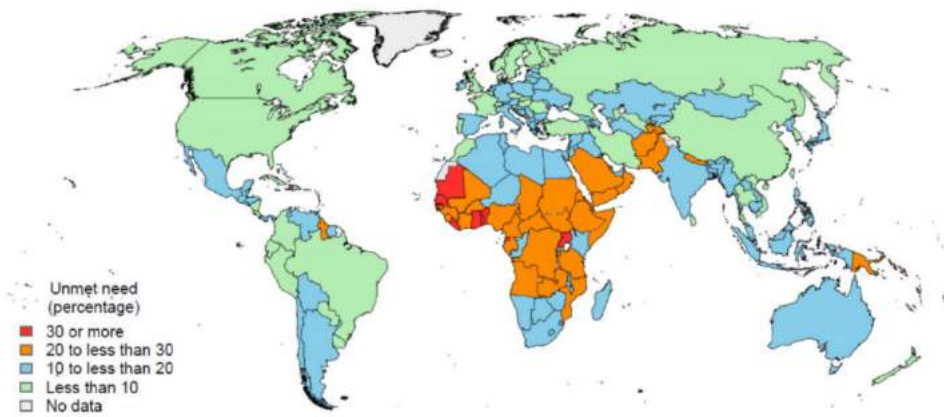 Unmet need
(percentage)
30 or more
20 to less than 30
10 to less than 20
Less than 10
No data